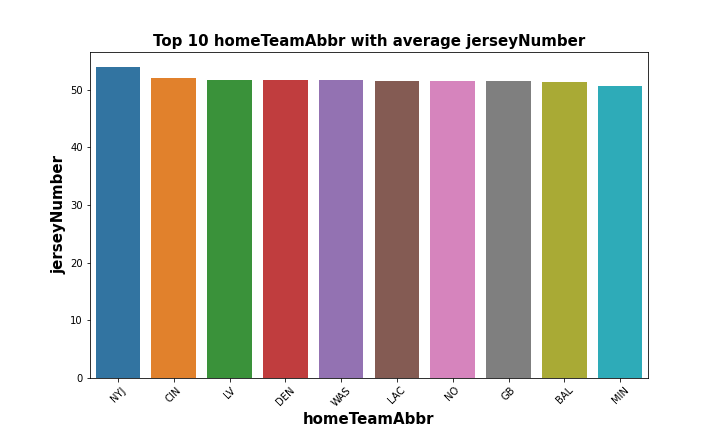 Top 10 homeTeamAbbr with average jerseyNumber
jerseyNumber
50
40
30
20
10
0
NYJ CIN LV DEN WAS LAC NO GB BAL MIN
homeTeamAbbr